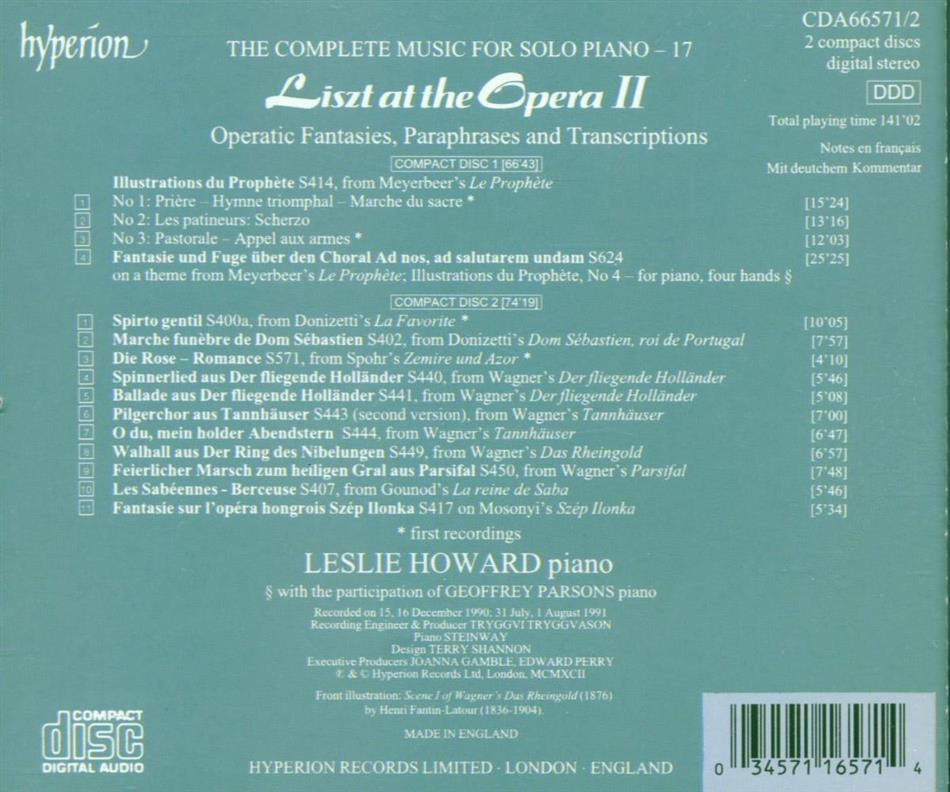 hyperion
CDA66571/2
2 compact discs
digital stereo
DDD
Total playing time 141'02
Notes en français
Mit deutchem Kommentar
THE COMPLETE MUSIC FOR SOLO PIANO – 17
Liszt at the Opera II
Operatic Fantasies, Paraphrases and Transcriptions
COMPACT DISC 1 [66'43]
Illustrations du Prophète S414, from Meyerbeer's Le Prophète
1 No 1: Prière – Hymne triomphal – Marche du sacre * [15'24]
2 No 2: Les patineurs: Scherzo [13'16]
3 No 3: Pastorale – Appel aux armes * [12'03]
4 Fantasie und Fuge über den Choral Ad nos, ad salutarem undam S624 [25'25]
on a theme from Meyerbeer's Le Prophète; Illustrations du Prophète, No 4 – for piano, four hands §
COMPACT DISC 2 [74'19]
1 Spirto gentil S400a, from Donizetti's La Favorite * [10'05]
2 Marche funèbre de Dom Sébastien S402, from Donizetti's Dom Sébastien, roi de Portugal [7'57]
3 Die Rose – Romance S571, from Spohr's Zemire und Azor * [4'10]
4 Spinnerlied aus Der fliegende Holländer S440, from Wagner's Der fliegende Holländer [5'46]
5 Ballade aus Der fliegende Holländer S441, from Wagner's Der fliegende Holländer [5'08]
6 Pilgerchor aus Tannhäuser S443 (second version), from Wagner's Tannhäuser [7'00]
7 O du, mein holder Abendstern S444, from Wagner's Tannhäuser [6'47]
8 Walhall aus Der Ring des Nibelungen S449, from Wagner's Das Rheingold [6'57]
9 Feierlicher Marsch zum heiligen Gral aus Parsifal S450, from Wagner's Parsifal [7'48]
10 Les Sabéennes - Berceuse S407, from Gounod's La reine de Saba [5'46]
11 Fantasie sur l'opéra hongrois Szép Ilonka S417 on Mosonyi's Szép Ilonka [5'34]
* first recordings
LESLIE HOWARD piano
§ with the participation of GEOFFREY PARSONS piano
Recorded on 15, 16 December 1990; 31 July, 1 August 1991
Recording Engineer & Producer TRYGGVI TRYGGVASON
Piano STEINWAY
Design TERRY SHANNON
Executive Producers JOANNA GAMBLE, EDWARD PERRY
℗ & © Hyperion Records Ltd, London, MCMXCII
Front illustration: Scene I of Wagner's Das Rheingold (1876)
by Henri Fantin-Latour (1836-1904).
MADE IN ENGLAND
HYPERION RECORDS LIMITED · LONDON · ENGLAND
COMPACT
disc
DIGITAL AUDIO
0 34571 16571 4